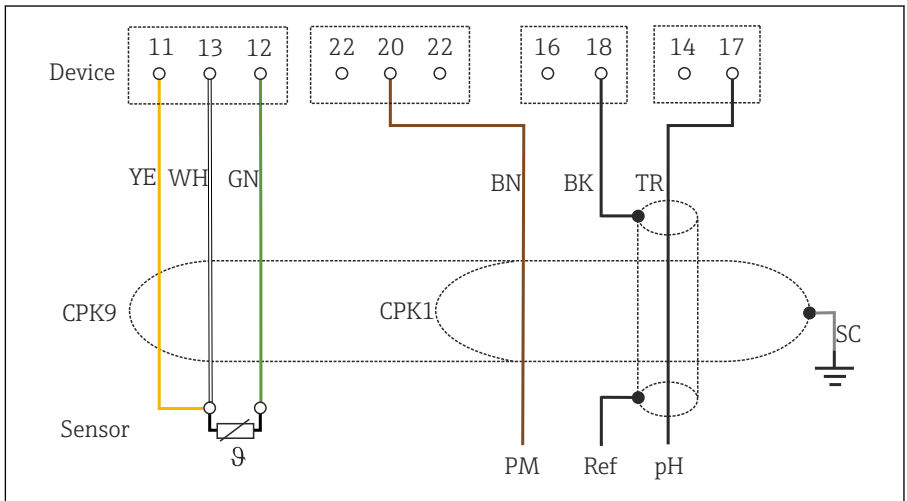 11 13 12 22 20 22 16 18 14 17
Device
YE WH GN BN BK TR
CPK9 CPK1
SC
Sensor
ϑ PM Ref pH